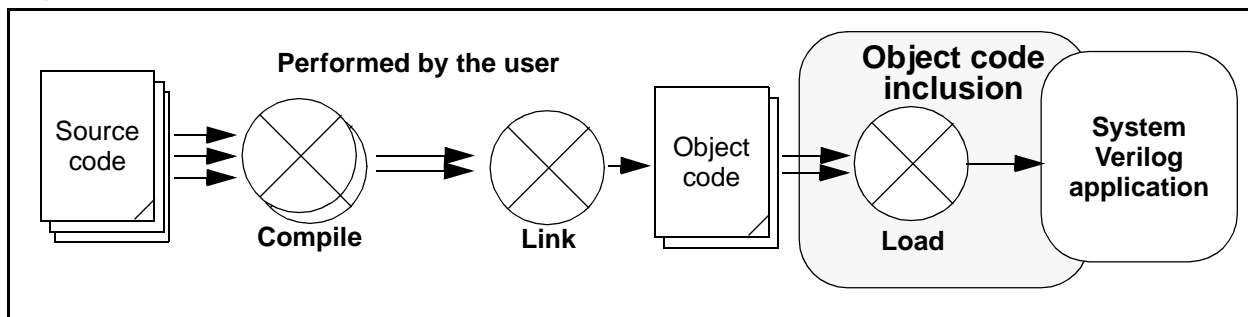 Performed by the user
Object code
inclusion
Source
code
Object
code
System
Verilog
application
Compile
Link
Load